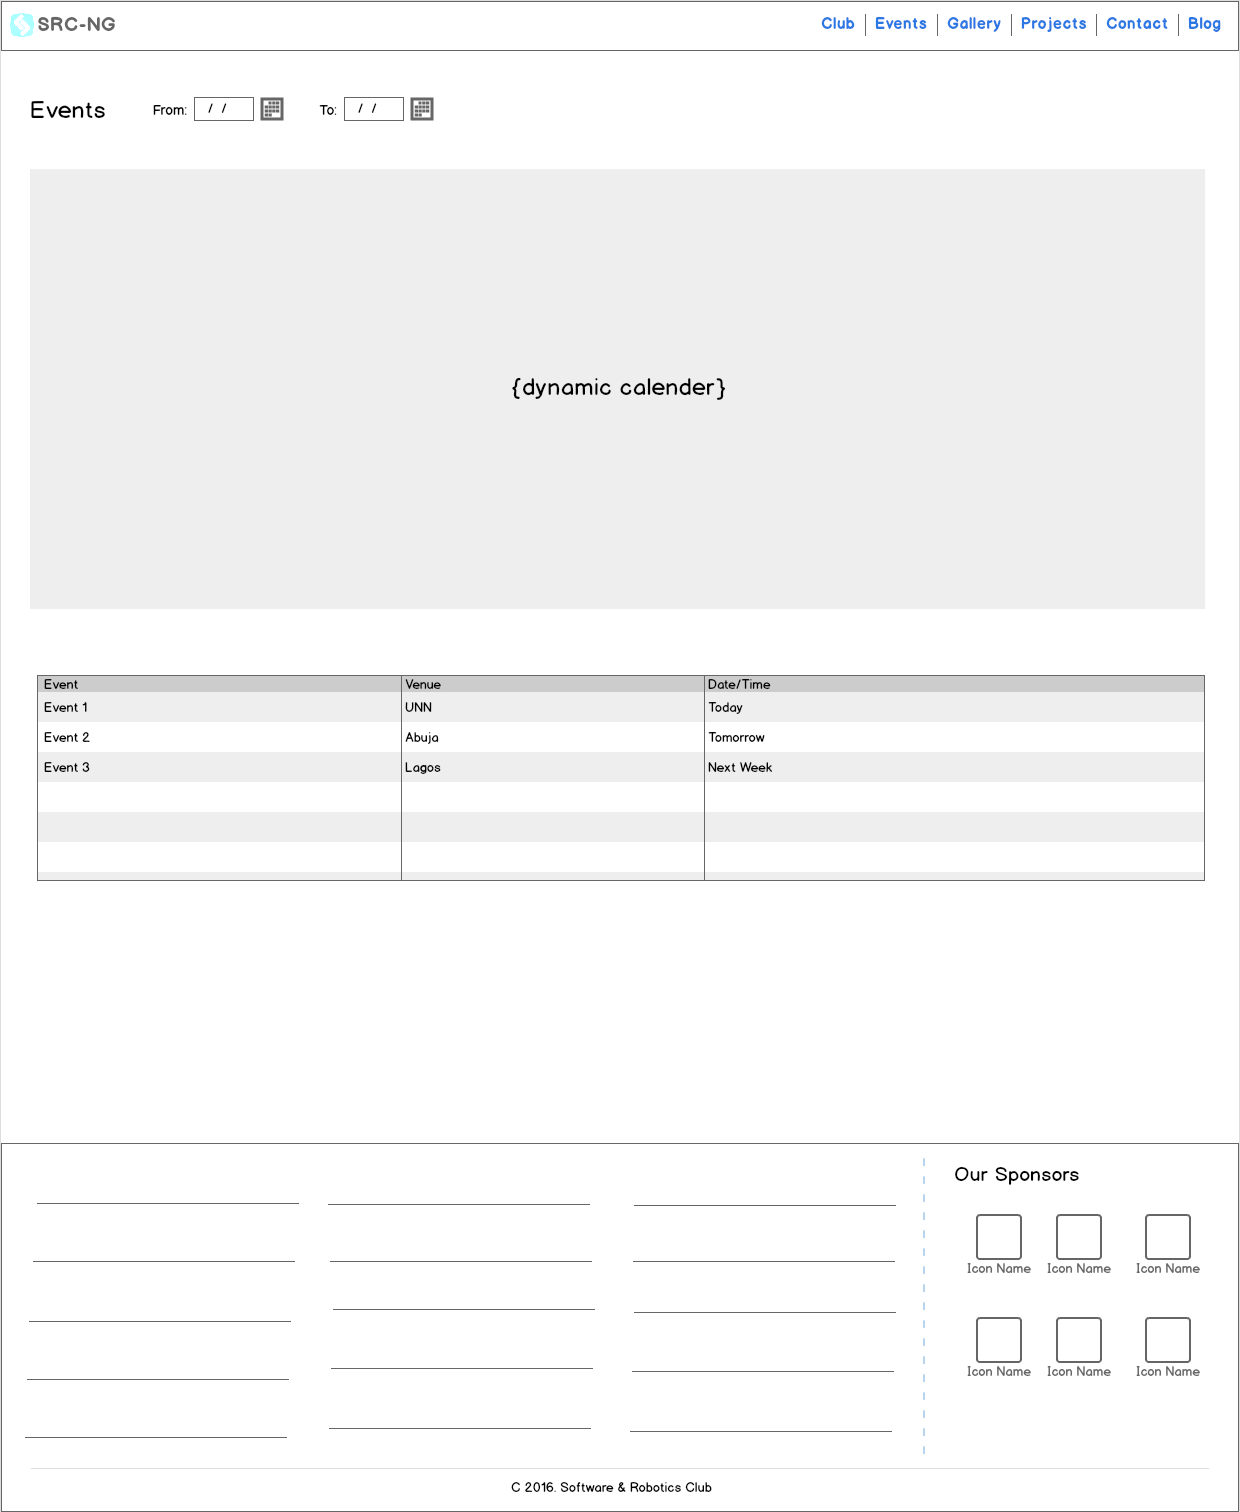 SRC-NG
Club Events Gallery Projects Contact Blog
Events From: / / To: / /
{dynamic calender}
Event Venue Date/Time
Event 1 UNN Today
Event 2 Abuja Tomorrow
Event 3 Lagos Next Week
Our Sponsors
Icon Name Icon Name Icon Name
Icon Name Icon Name Icon Name
C 2016. Software & Robotics Club